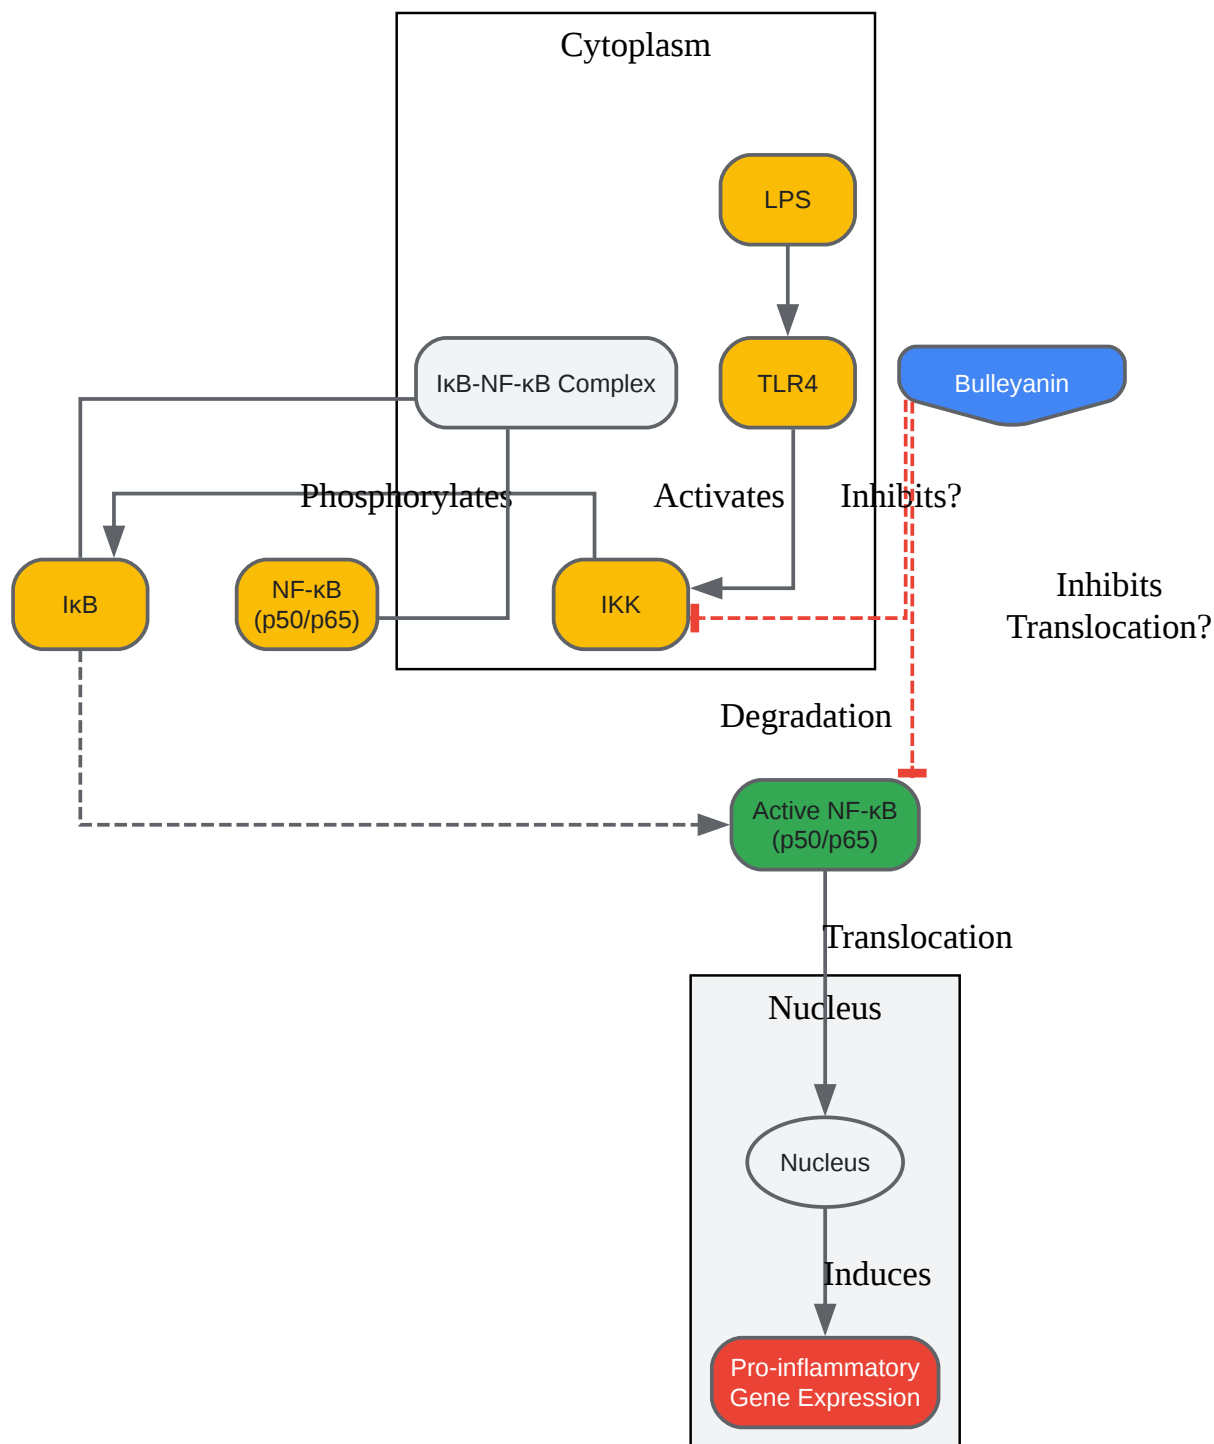 Cytoplasm
LPS
IκB-NF-κB Complex
TLR4
Bulleyanin
Phosphorylates
Activates
Inhibits?
IκB
NF-κB
(p50/p65)
IKK
Inhibits
Translocation?
Degradation
Active NF-κB
(p50/p65)
Translocation
Nucleus
Nucleus
Induces
Pro-inflammatory
Gene Expression